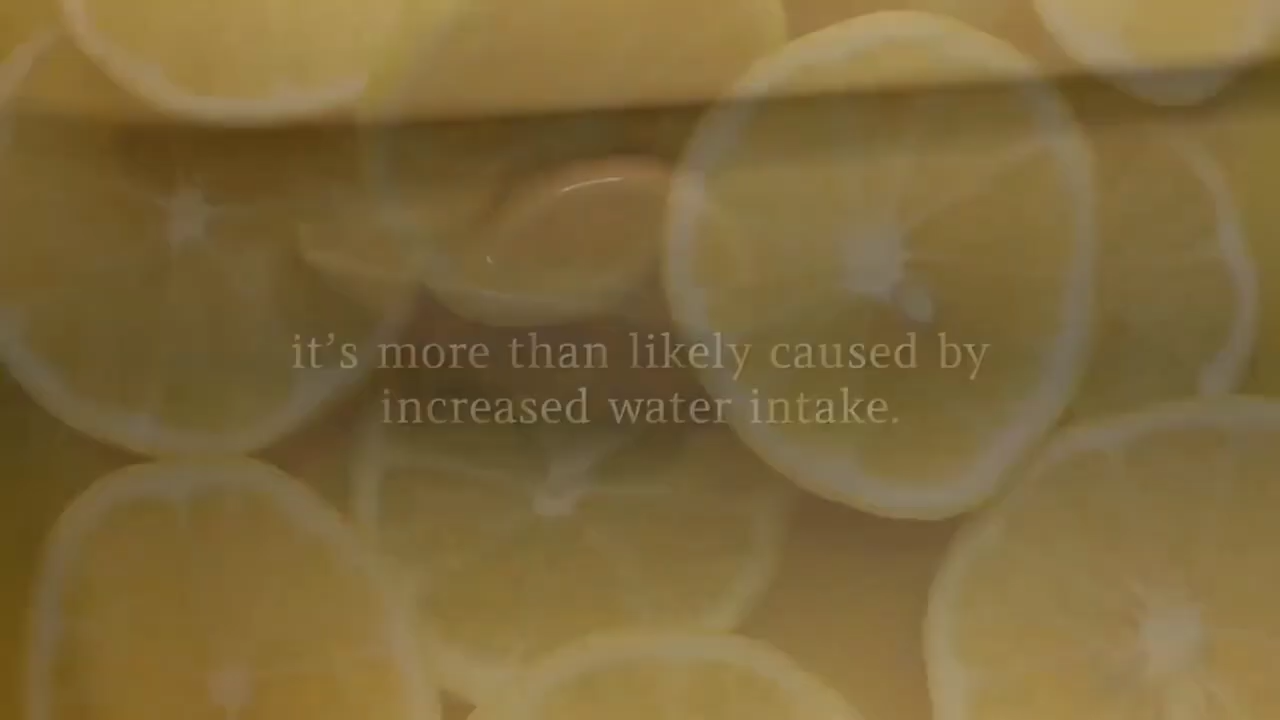 it’s more than likely caused by
increased water intake.